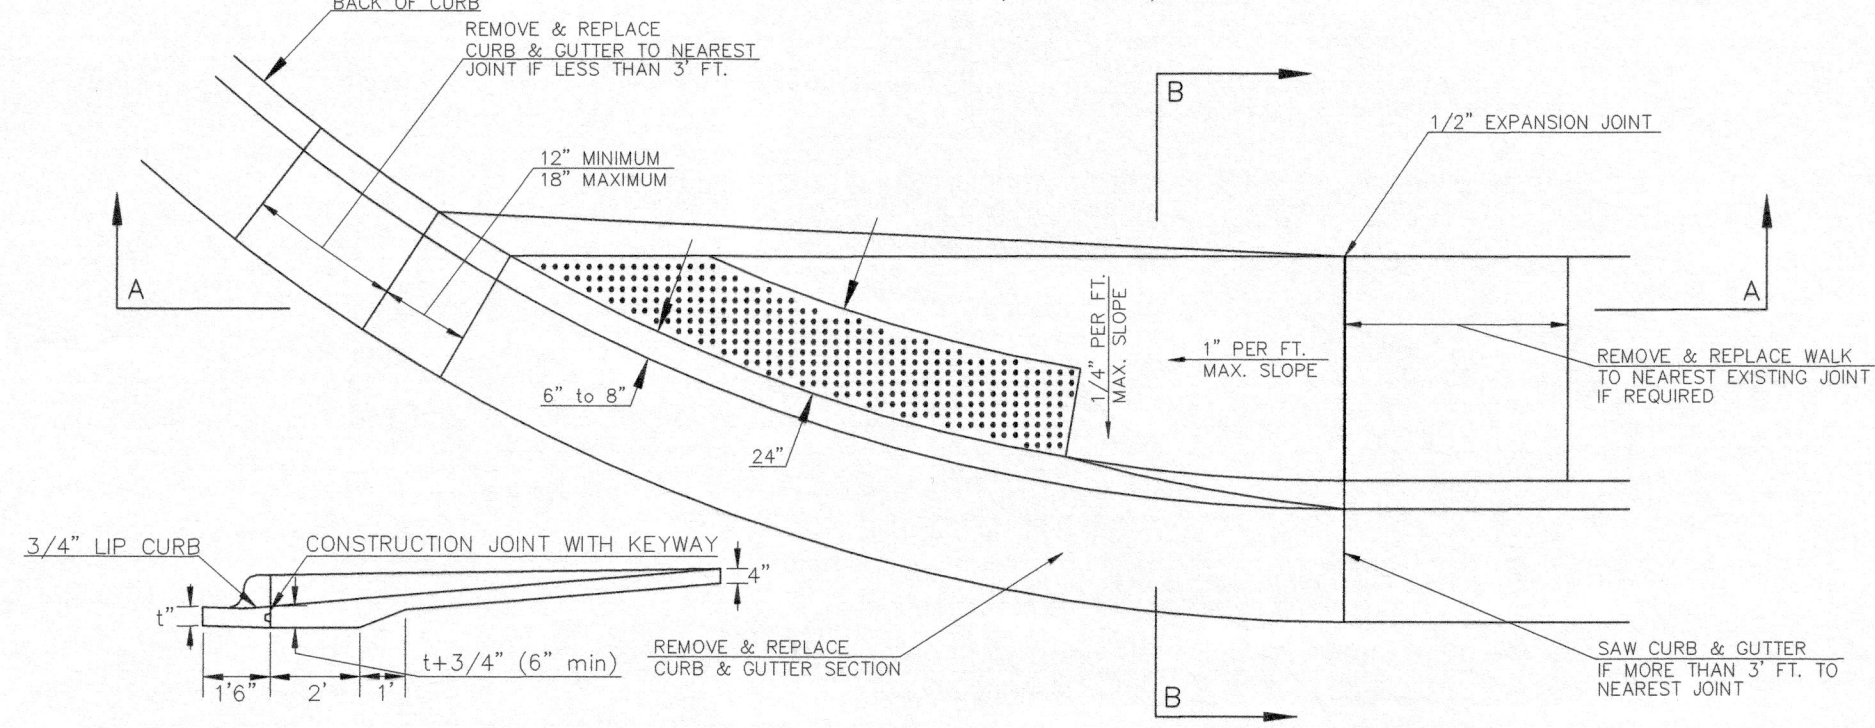 BACK OF CURB
REMOVE & REPLACE
CURB & GUTTER TO NEAREST
JOINT IF LESS THAN 3' FT.
12" MINIMUM
18" MAXIMUM
B
1/2" EXPANSION JOINT
A
A
1/4" PER FT.
MAX. SLOPE
1" PER FT.
MAX. SLOPE
REMOVE & REPLACE WALK
TO NEAREST EXISTING JOINT
IF REQUIRED
6" to 8"
24"
3/4" LIP CURB
CONSTRUCTION JOINT WITH KEYWAY
4"
t"
t+3/4" (6" min)
1'6"
2'
1'
REMOVE & REPLACE
CURB & GUTTER SECTION
B
SAW CURB & GUTTER
IF MORE THAN 3' FT. TO
NEAREST JOINT